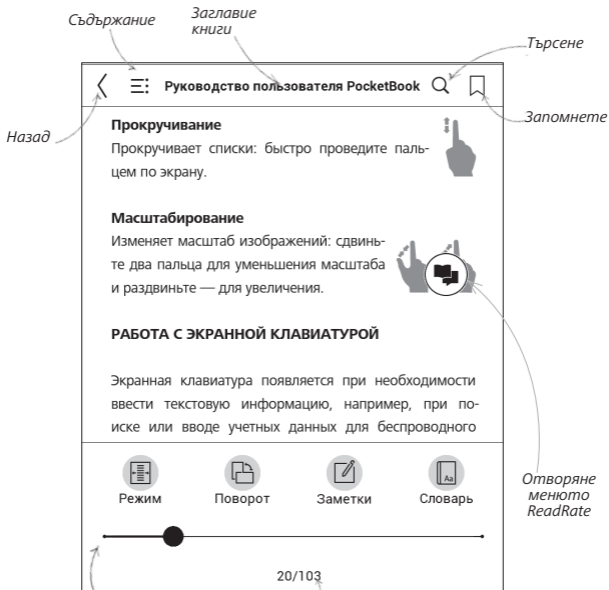 Съдържание
Заглавие
книги
Търсене
Руководство пользователя PocketBook
Запомнете
Назад
Прокручивание
Прокручивает списки: быстро проведите паль-
цем по экрану.
Масштабирование
Изменяет масштаб изображений: сдвинь-
те два пальца для уменьшения масштаба
и раздвиньте — для увеличения.
РАБОТА С ЭКРАННОЙ КЛАВИАТУРОЙ
Экранная клавиатура появляется при необходимости
ввести текстовую информацию, например, при по-
иске или вводе учетных данных для беспроводного
Aa
Режим Поворот Заметки Словарь
Отворяне
менюто
ReadRate
20/103